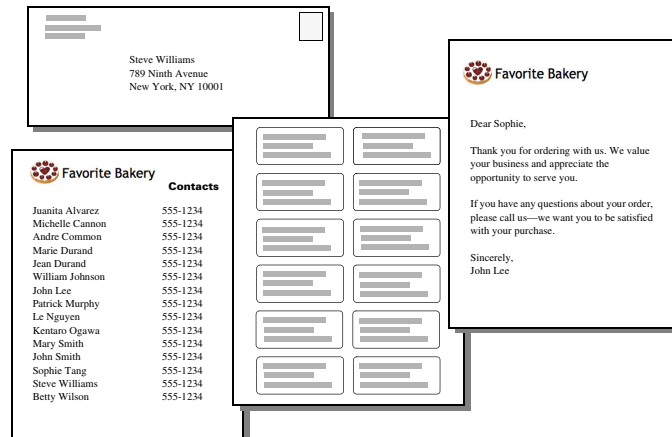 Steve Williams
789 Ninth Avenue
New York, NY 10001
Favorite Bakery
Contacts
Juanita Alvarez 555-1234
Michelle Cannon 555-1234
Andre Common 555-1234
Marie Durand 555-1234
Jean Durand 555-1234
William Johnson 555-1234
John Lee 555-1234
Patrick Murphy 555-1234
Le Nguyen 555-1234
Kentaro Ogawa 555-1234
Mary Smith 555-1234
John Smith 555-1234
Sophie Tang 555-1234
Steve Williams 555-1234
Betty Wilson 555-1234
Favorite Bakery
Dear Sophie,
Thank you for ordering with us. We value
your business and appreciate the
opportunity to serve you.
If you have any questions about your order,
please call us—we want you to be satisfied
with your purchase.
Sincerely,
John Lee